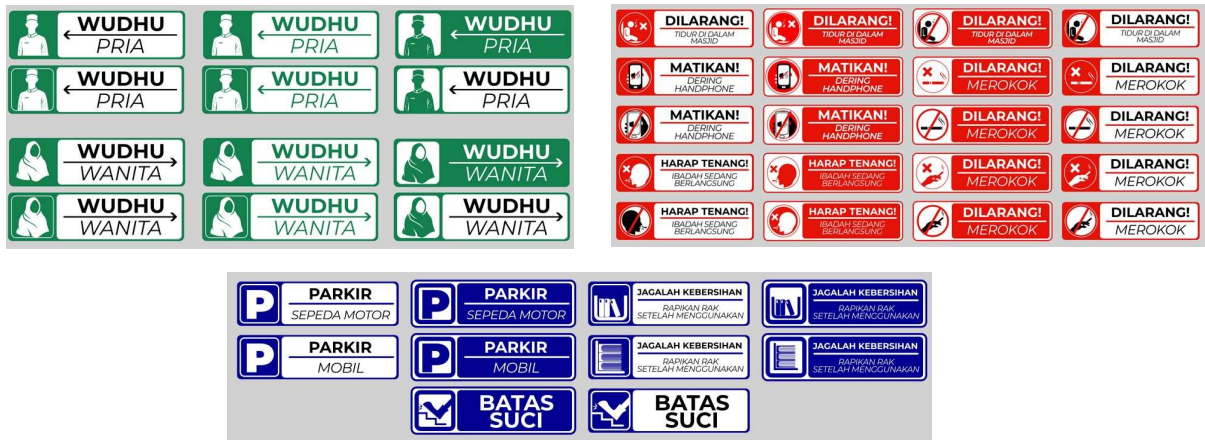 WUDHU
PRIA
WUDHU
PRIA
WUDHU
PRIA
WUDHU
PRIA
WUDHU
PRIA
WUDHU
PRIA
WUDHU
WANITA
WUDHU
WANITA
WUDHU
WANITA
WUDHU
WANITA
WUDHU
WANITA
WUDHU
WANITA
DILARANG!
TIDUR DI DALAM
MASJID
DILARANG!
TIDUR DI DALAM
MASJID
DILARANG!
TIDUR DI DALAM
MASJID
DILARANG!
TIDUR DI DALAM
MASJID
MATIKAN!
DERING
HANDPHONE
MATIKAN!
DERING
HANDPHONE
DILARANG!
MEROKOK
DILARANG!
MEROKOK
MATIKAN!
DERING
HANDPHONE
MATIKAN!
DERING
HANDPHONE
DILARANG!
MEROKOK
DILARANG!
MEROKOK
HARAP TENANG!
IBADAH SEDANG
BERLANGSUNG
HARAP TENANG!
IBADAH SEDANG
BERLANGSUNG
DILARANG!
MEROKOK
DILARANG!
MEROKOK
HARAP TENANG!
IBADAH SEDANG
BERLANGSUNG
HARAP TENANG!
IBADAH SEDANG
BERLANGSUNG
DILARANG!
MEROKOK
DILARANG!
MEROKOK
P
PARKIR
SEPEDA MOTOR
P
PARKIR
SEPEDA MOTOR
JAGALAH KEBERSIHAN
RAPIKAN RAK
SETELAH MENGGUNAKAN
JAGALAH KEBERSIHAN
RAPIKAN RAK
SETELAH MENGGUNAKAN
P
PARKIR
MOBIL
P
PARKIR
MOBIL
JAGALAH KEBERSIHAN
RAPIKAN RAK
SETELAH MENGGUNAKAN
JAGALAH KEBERSIHAN
RAPIKAN RAK
SETELAH MENGGUNAKAN
BATAS
SUCI
BATAS
SUCI